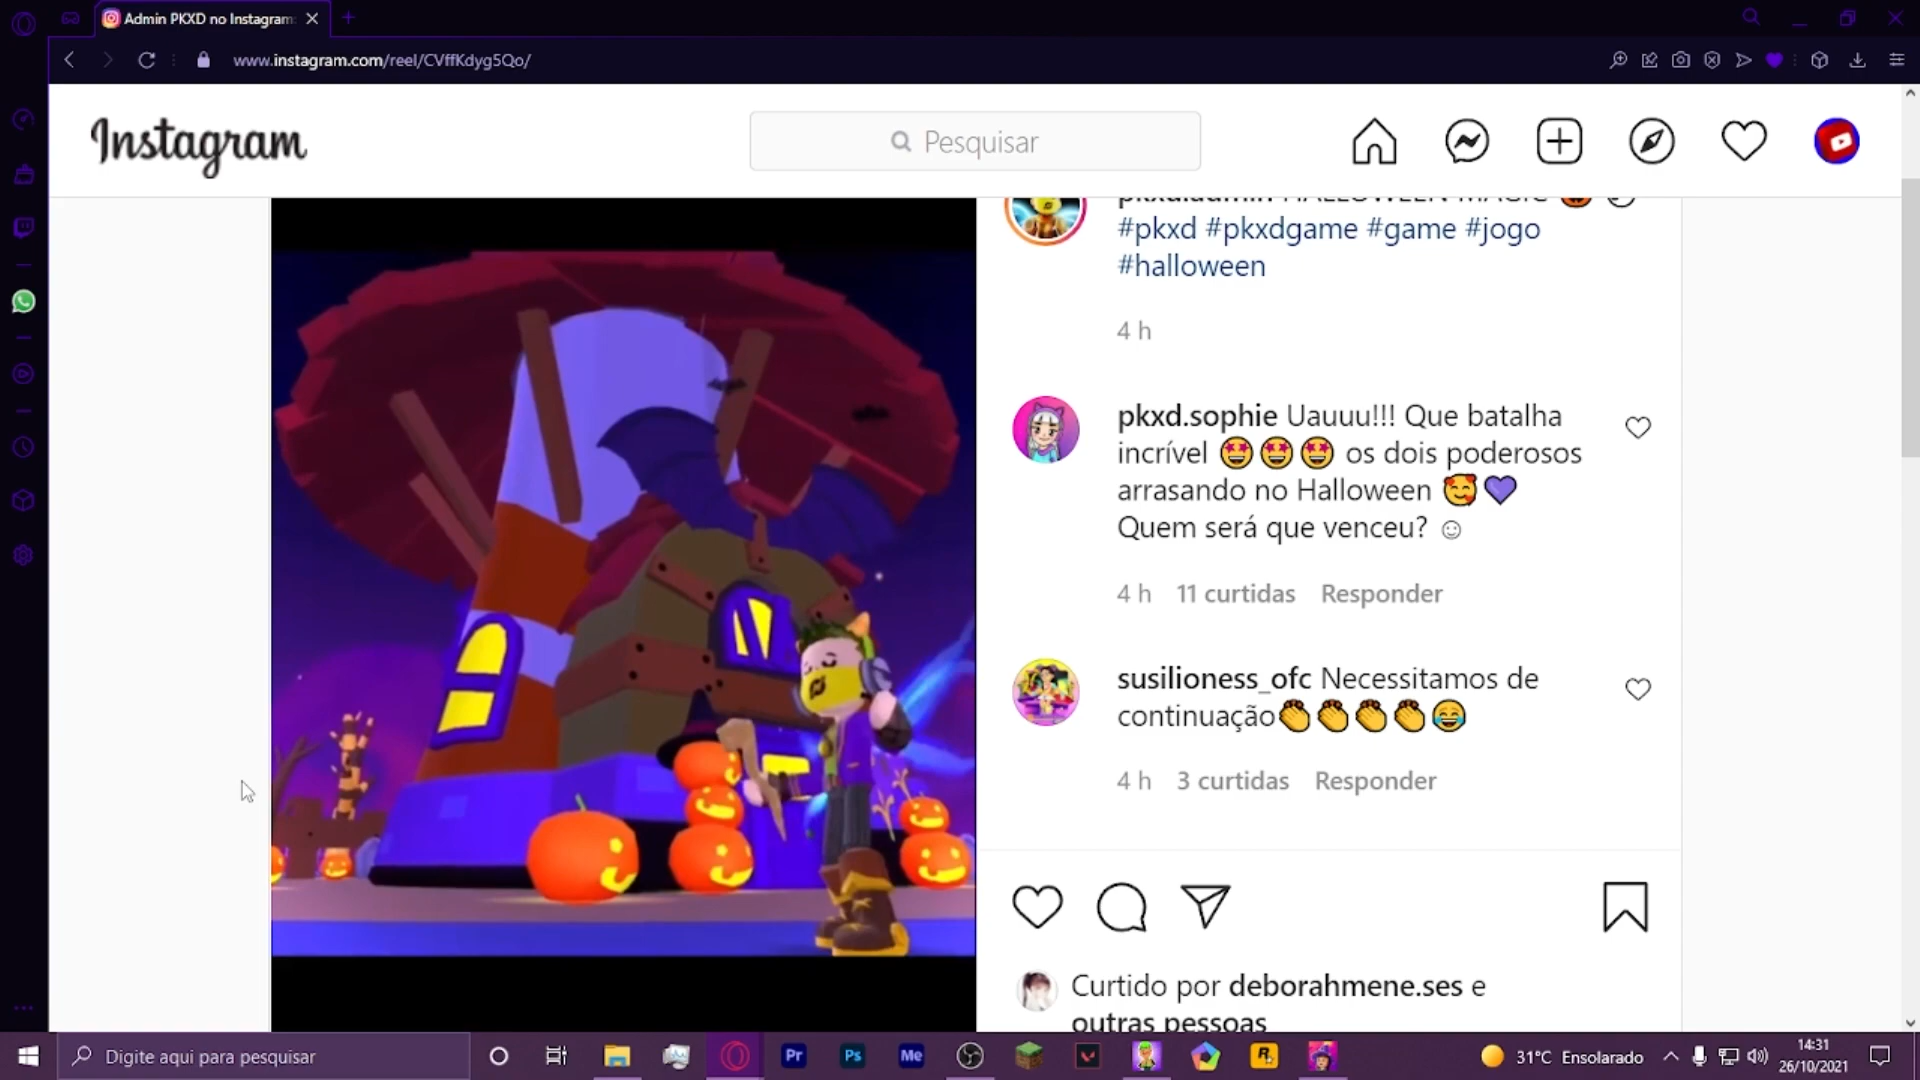 Admin PKXD no Instagram:
www.instagram.com/reel/CVffKdyg5Qo/
Instagram
Pesquisar
#pkxd #pkxdgame #game #jogo
#halloween
4 h
pkxd.sophie Uauuu!!! Que batalha
incrível 🤩🤩🤩 os dois poderosos
arrasando no Halloween 🥰💜
Quem será que venceu? ☺
4 h 11 curtidas Responder
susilioness_ofc Necessitamos de
continuação👏👏👏👏😂
4 h 3 curtidas Responder
Curtido por deborahmene.ses e
outras pessoas
Digite aqui para pesquisar
Pr
Ps
Me
31°C Ensolarado
14:31
26/10/2021